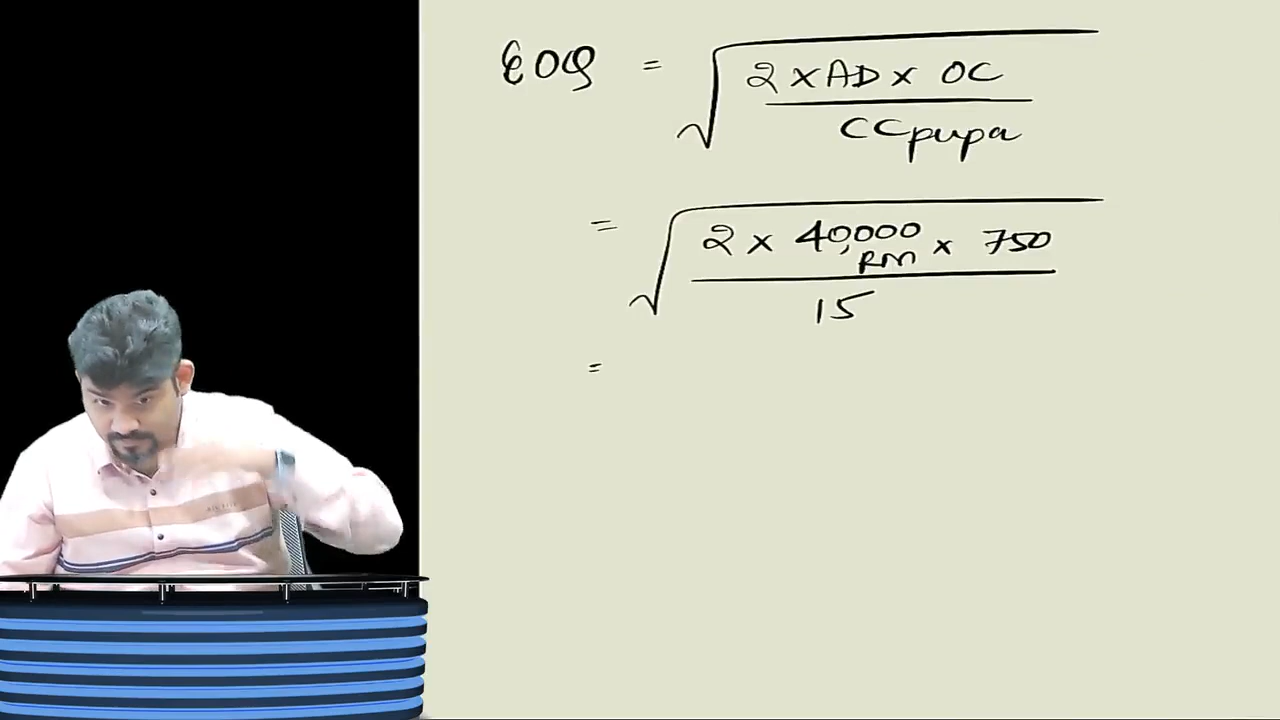 EOQ = √ 2 × AD × OC
CCpupa
= √ 2 × 40,000 × 750
RM
15
=